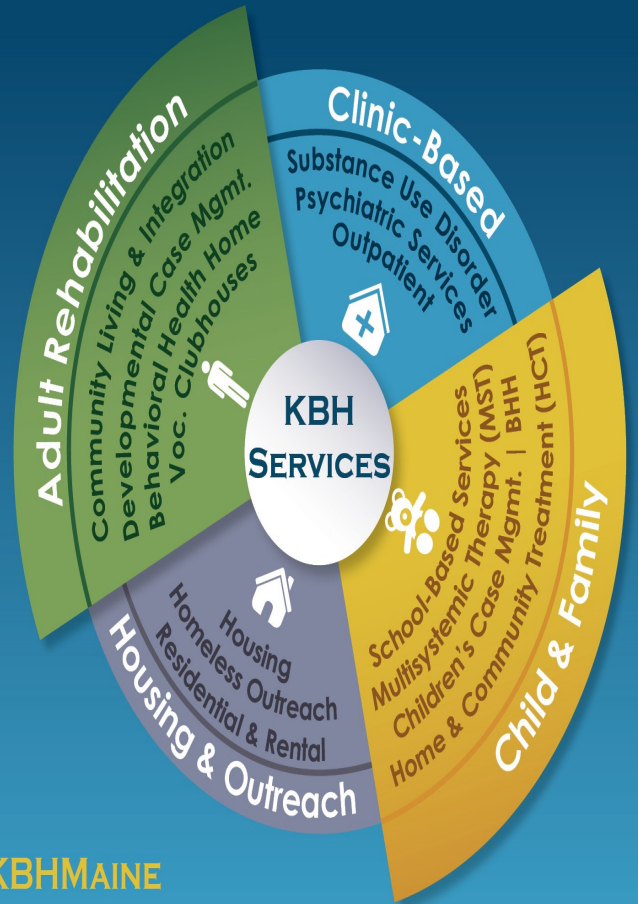 Adult Rehabilitation
Community Living & Integration
Developmental Case Mgmt.
Behavioral Health Home
Voc. Clubhouses
Clinic-Based
Substance Use Disorder
Psychiatric Services
Outpatient
KBH
SERVICES
School-Based Services
Multisystemic Therapy (MST)
Children's Case Mgmt. | BHH
Home & Community Treatment (HCT)
Child & Family
Housing
Homeless Outreach
Residential & Rental
Housing & Outreach
KBHMAINE